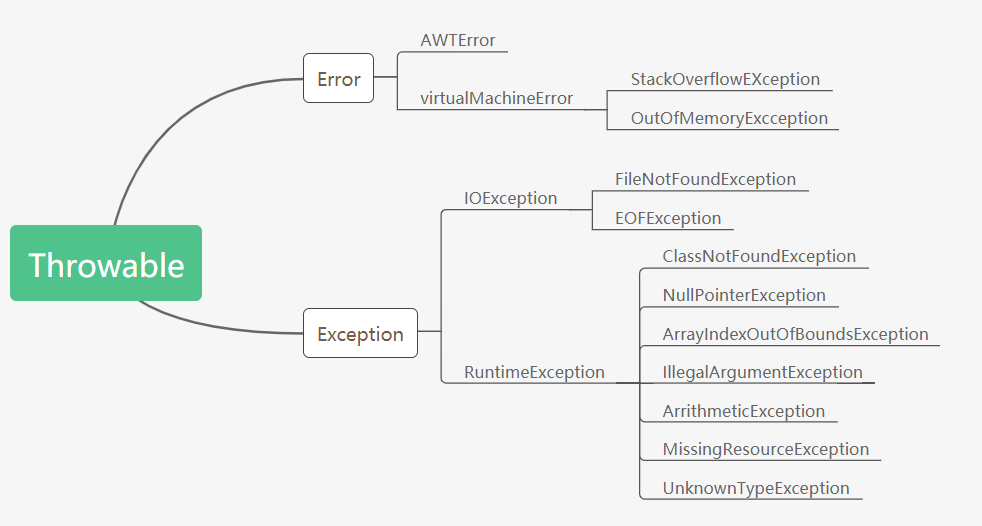 Throwable
Error
AWTError
virtualMachineError
StackOverflowEXception
OutOfMemoryExcception
Exception
IOException
FileNotFoundException
EOFException
RuntimeException
ClassNotFoundException
NullPointerException
ArrayIndexOutOfBoundsException
IllegalArgumentException
ArrithmeticException
MissingResourceException
UnknownTypeException